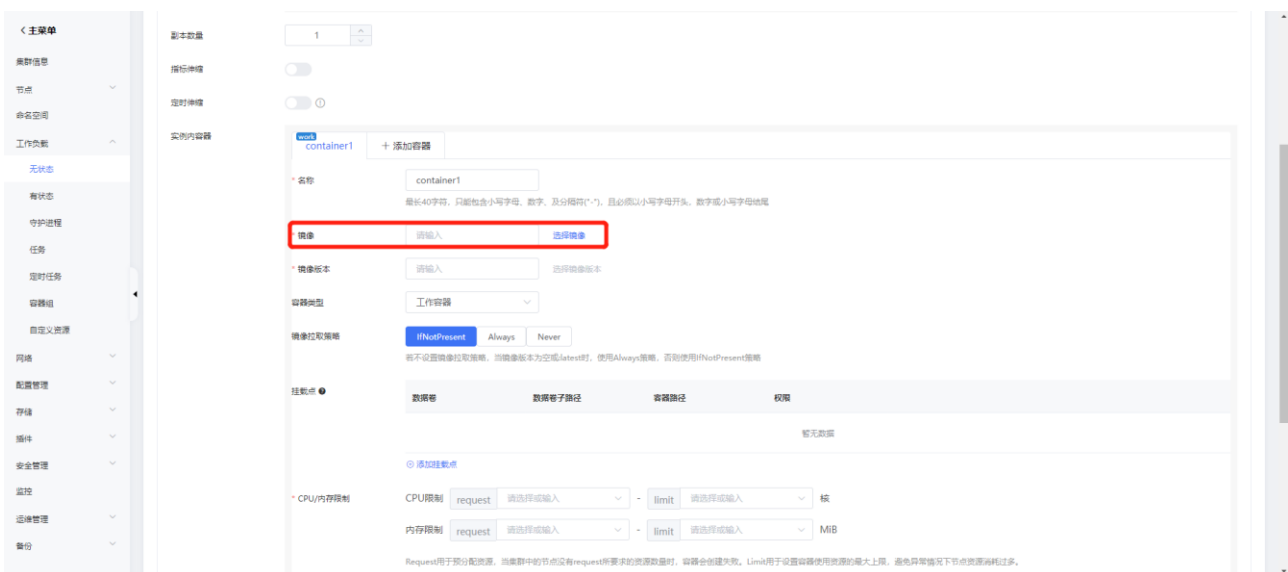 主菜单
集群信息
节点
命名空间
工作负载
无状态
有状态
守护进程
任务
定时任务
容器组
自定义资源
网络
配置管理
存储
插件
安全管理
监控
运维管理
备份
副本数量 1
指标伸缩
定时伸缩
实例内容器
work
container1 + 添加容器
* 名称 container1
最长40字符，只能包含小写字母、数字、及分隔符("-")，且必须以小写字母开头、数字或小写字母结尾
* 镜像 请输入 选择镜像
* 镜像版本 请输入 选择镜像版本
容器类型 工作容器
镜像拉取策略 IfNotPresent Always Never
若不设置镜像拉取策略，当镜像版本为空或:latest时，使用Always策略，否则使用IfNotPresent策略
挂载点
数据卷 数据卷子路径 容器路径 权限
暂无数据
添加挂载点
* CPU/内存限制 CPU限制 request 请选择或输入 - limit 请选择或输入 核
内存限制 request 请选择或输入 - limit 请选择或输入 MiB
Request用于预分配资源，当集群中的节点没有request所要求的资源数量时，容器会创建失败。Limit用于设置容器使用资源的最大上限，避免异常情况下节点资源消耗过多。